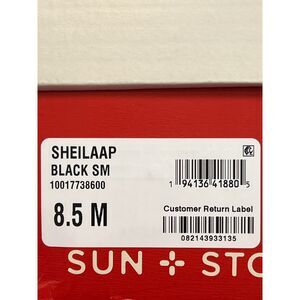 SHEILAAP
BLACK SM
10017738600
8.5 M
1 94136 41880 5
Customer Return Label
082143933135
SUN + STO